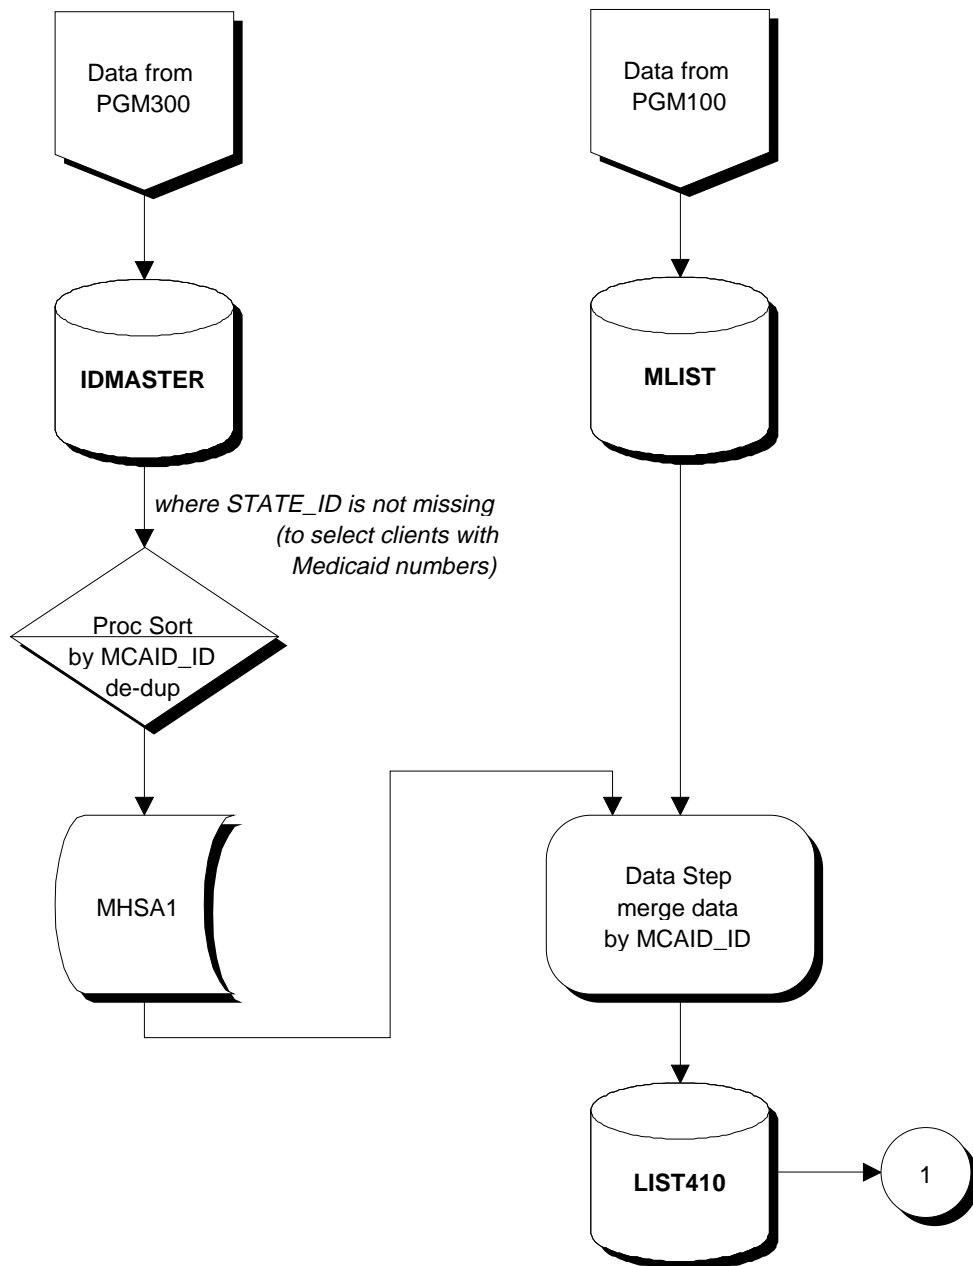 Data from
PGM300
Data from
PGM100
IDMASTER
MLIST
where STATE_ID is not missing
(to select clients with
Medicaid numbers)
Proc Sort
by MCAID_ID
de-dup
MHSA1
Data Step
merge data
by MCAID_ID
LIST410
1